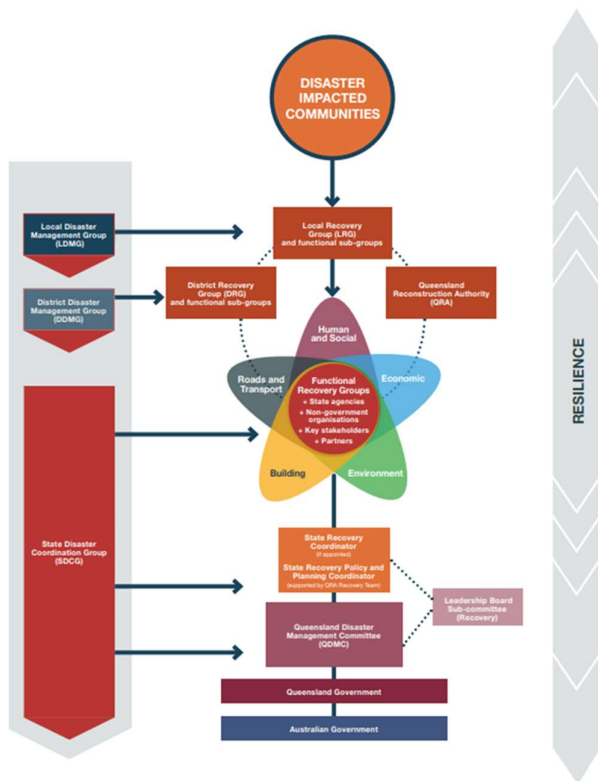 DISASTER
IMPACTED
COMMUNITIES
Local Disaster
Management Group
(LDMG)
Local Recovery
Group (LRG)
and functional sub-groups
District Disaster
Management Group
(DDMG)
District Recovery
Group (DRG)
and functional sub-groups
Queensland
Reconstruction Authority
(QRA)
Human
and Social
Roads and
Transport
Economic
Functional
Recovery Groups
+ State agencies
+ Non-government
organisations
+ Key stakeholders
+ Partners
Building
Environment
State Disaster
Coordination Group
(SDCG)
State Recovery
Coordinator
(if appointed)
State Recovery Policy and
Planning Coordinator
(supported by QRA Recovery Team)
Leadership Board
Sub-committee
(Recovery)
Queensland Disaster
Management Committee
(QDMC)
Queensland Government
Australian Government
RESILIENCE